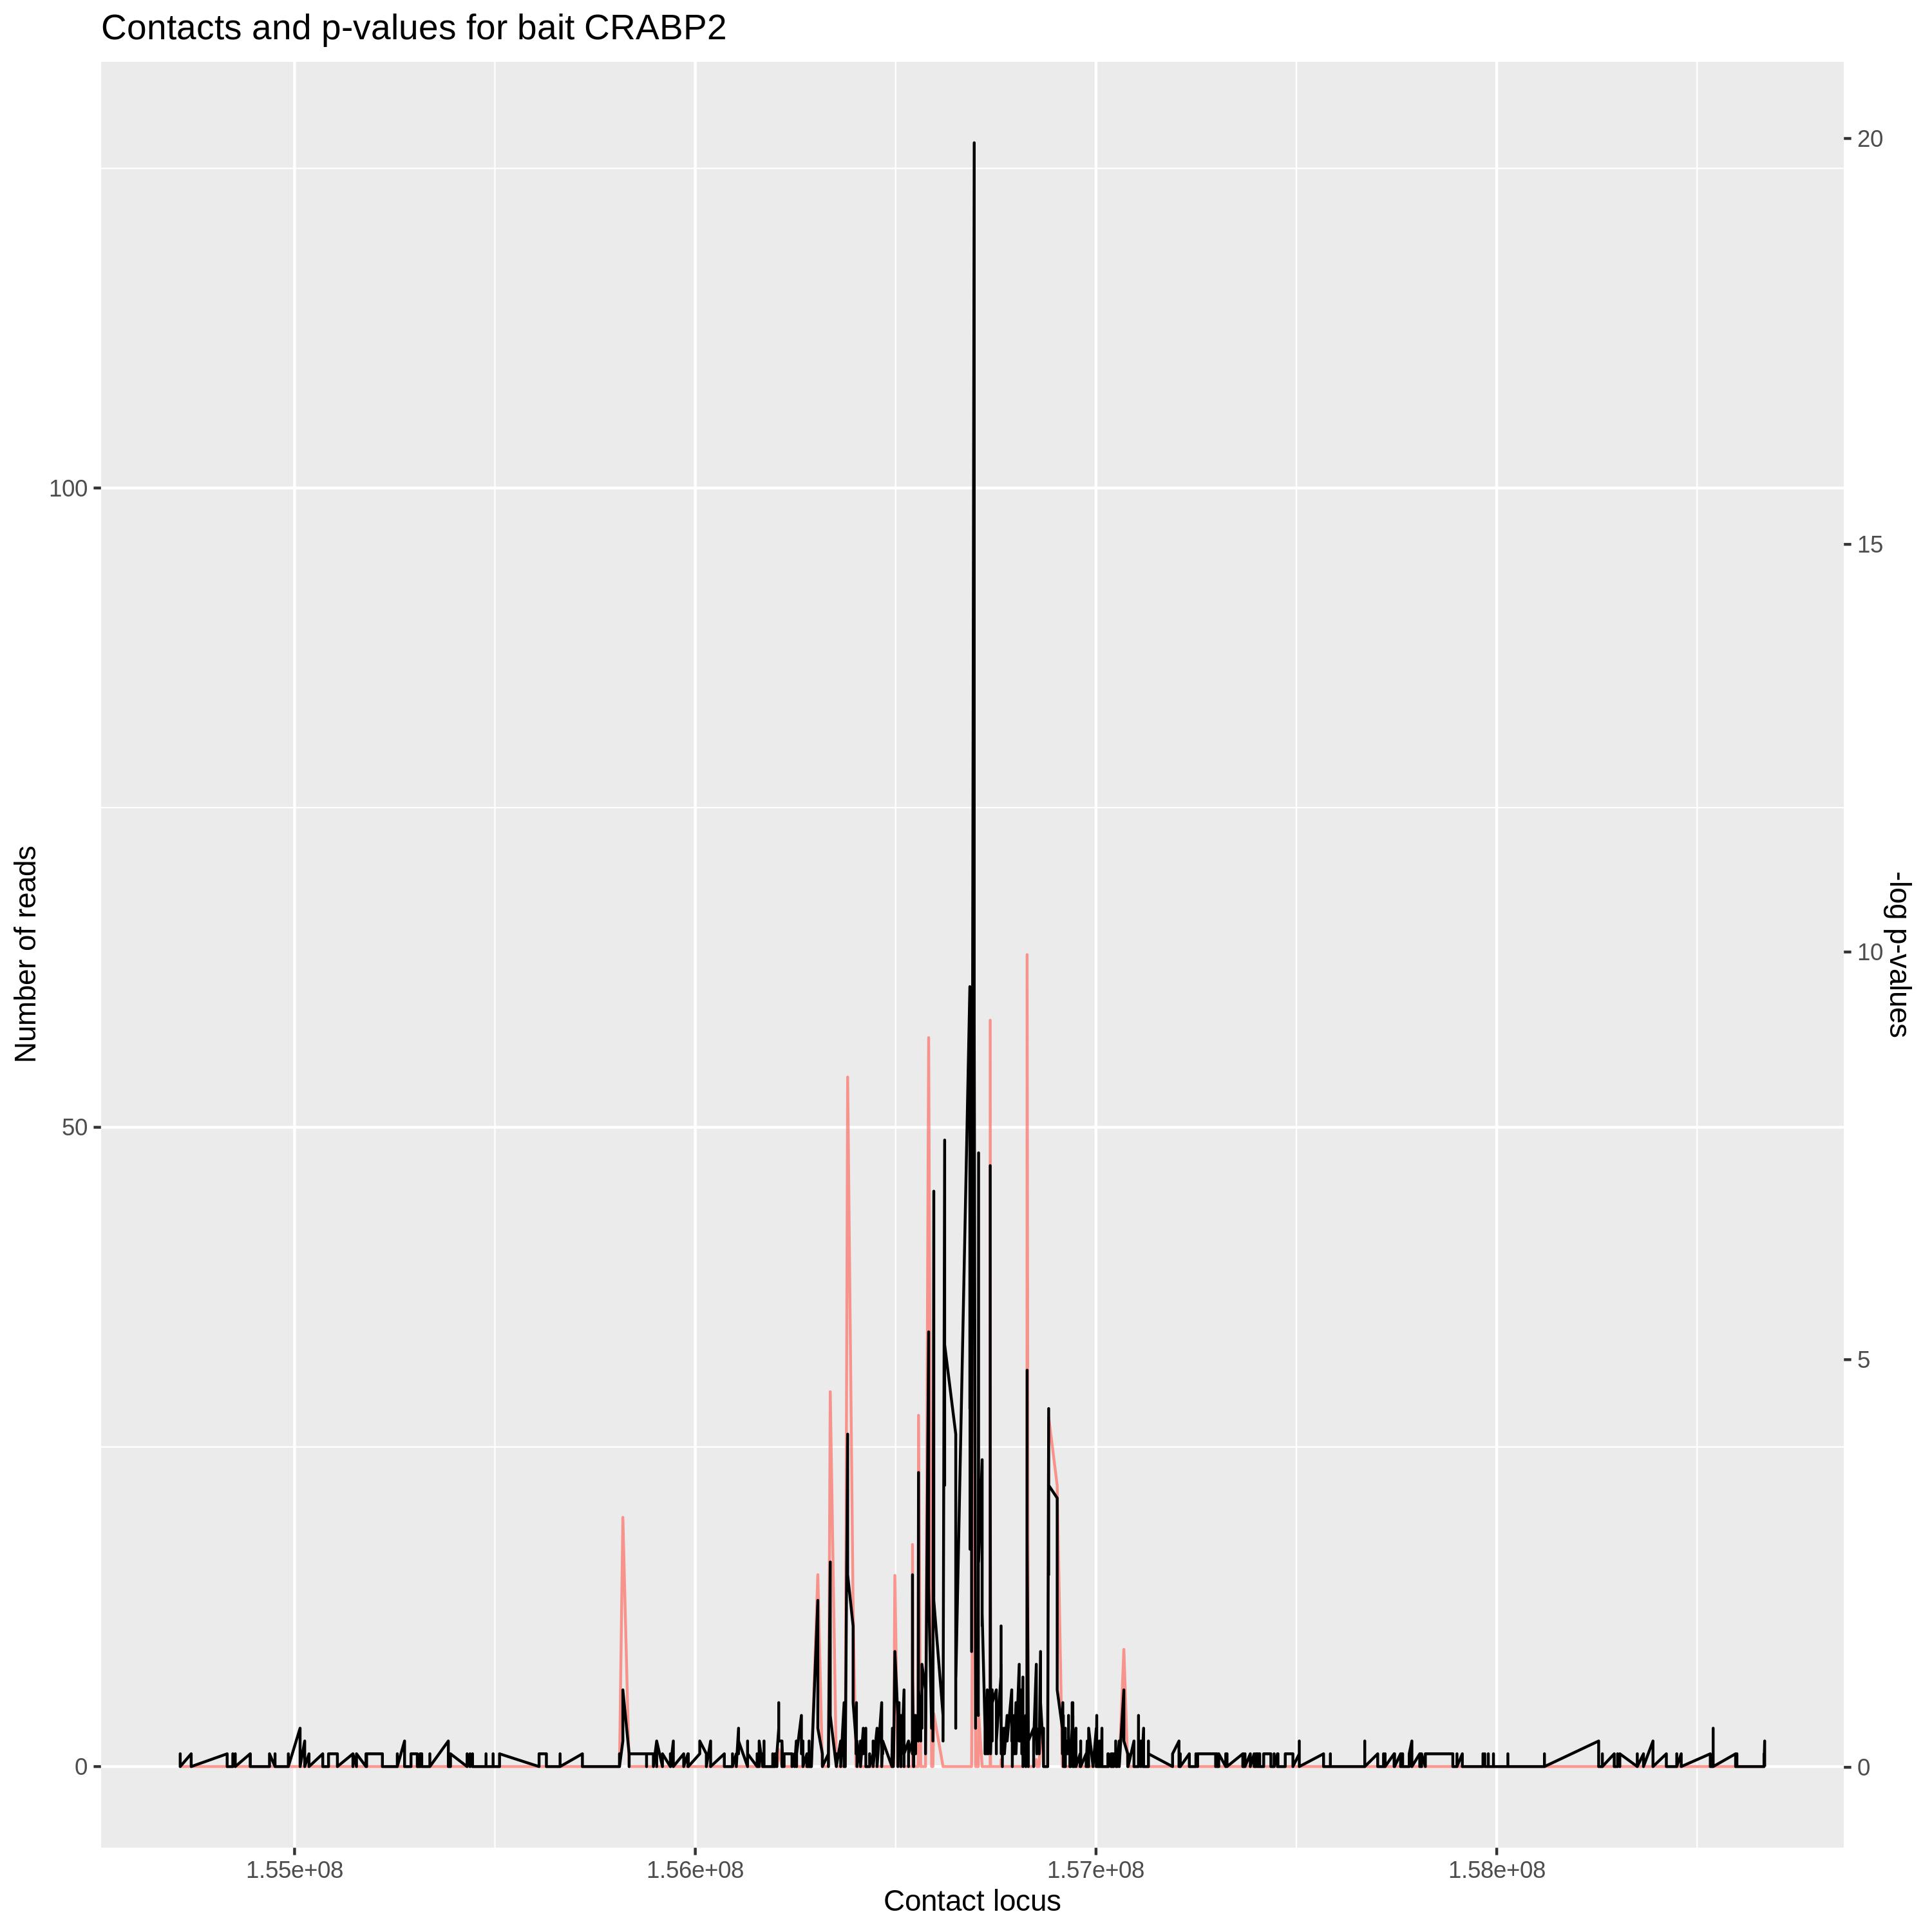 Contacts and p-values for bait CRABP2
Number of reads
100
50
0
20
15
10
5
0
-log p-values
1.55e+08
1.56e+08
1.57e+08
1.58e+08
Contact locus